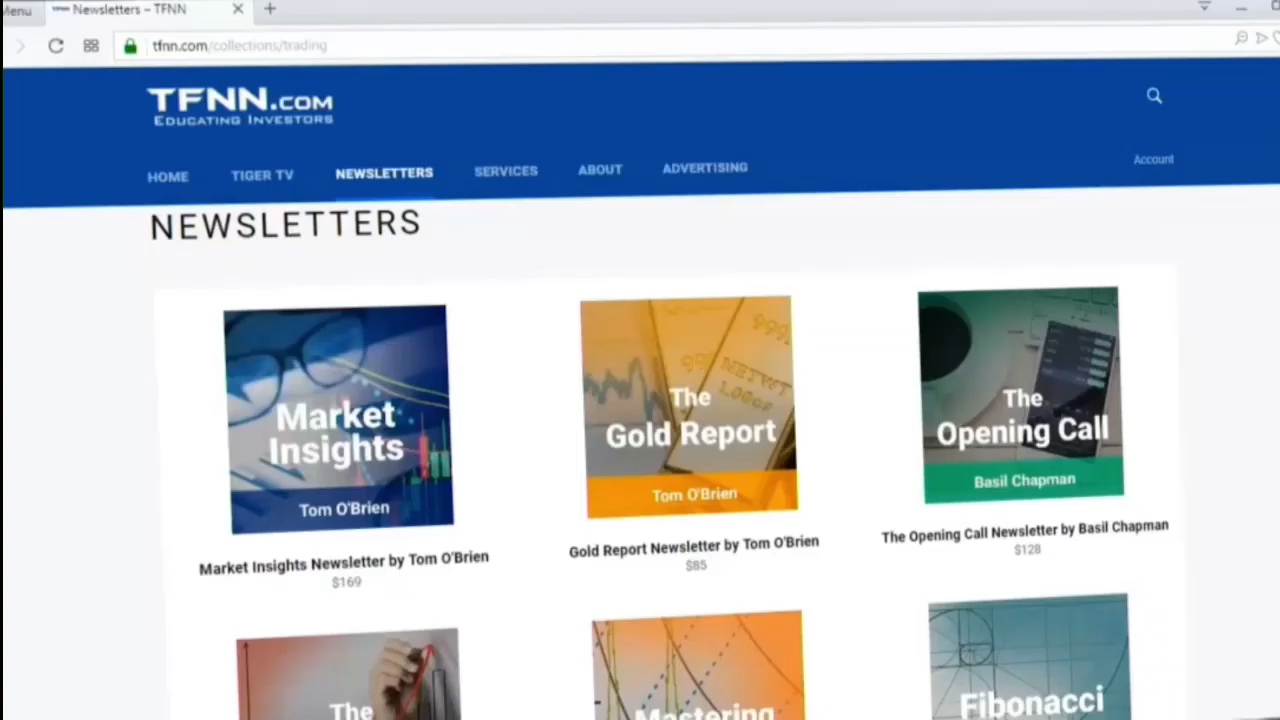 Menu
Newsletters – TFNN
tfnn.com/collections/trading
TFNN.COM
EDUCATING INVESTORS
HOME TIGER TV NEWSLETTERS SERVICES ABOUT ADVERTISING
Account
NEWSLETTERS
Market
Insights
Tom O'Brien
Market Insights Newsletter by Tom O'Brien
$169
The
Gold Report
Tom O'Brien
Gold Report Newsletter by Tom O'Brien
$85
The
Opening Call
Basil Chapman
The Opening Call Newsletter by Basil Chapman
$128
The
Mastering
Fibonacci